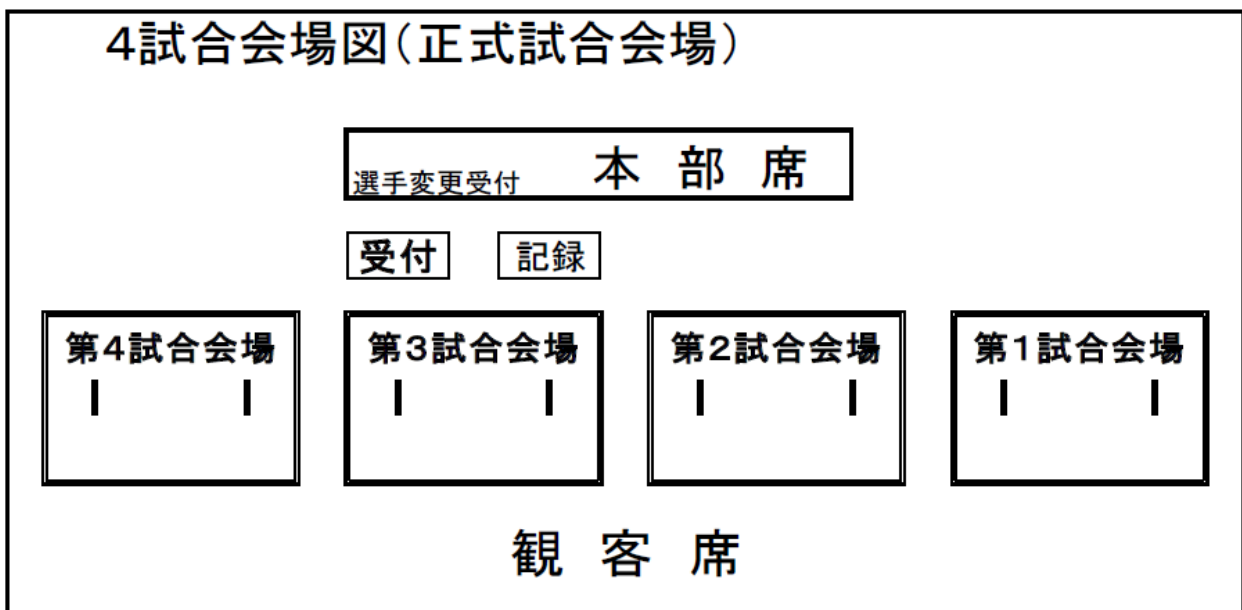 4試合会場図(正式試合会場)
選手変更受付 本 部 席
受付 記録
第4試合会場 第3試合会場 第2試合会場 第1試合会場
観 客 席